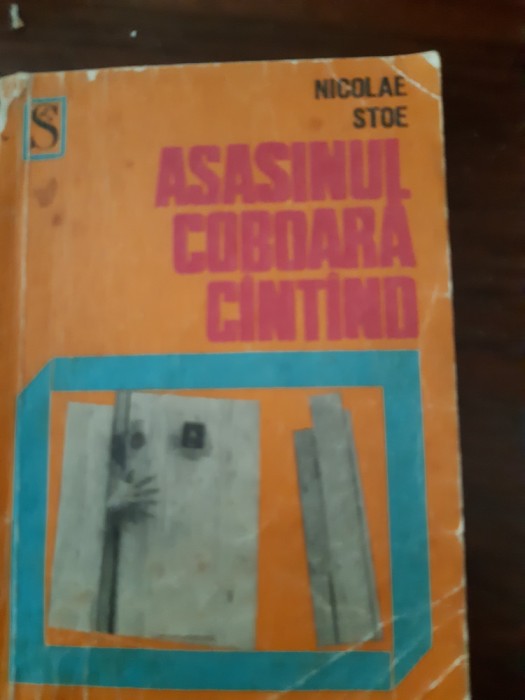 S
NICOLAE
STOE
ASASINUL
COBOARĂ
CÎNTÎND